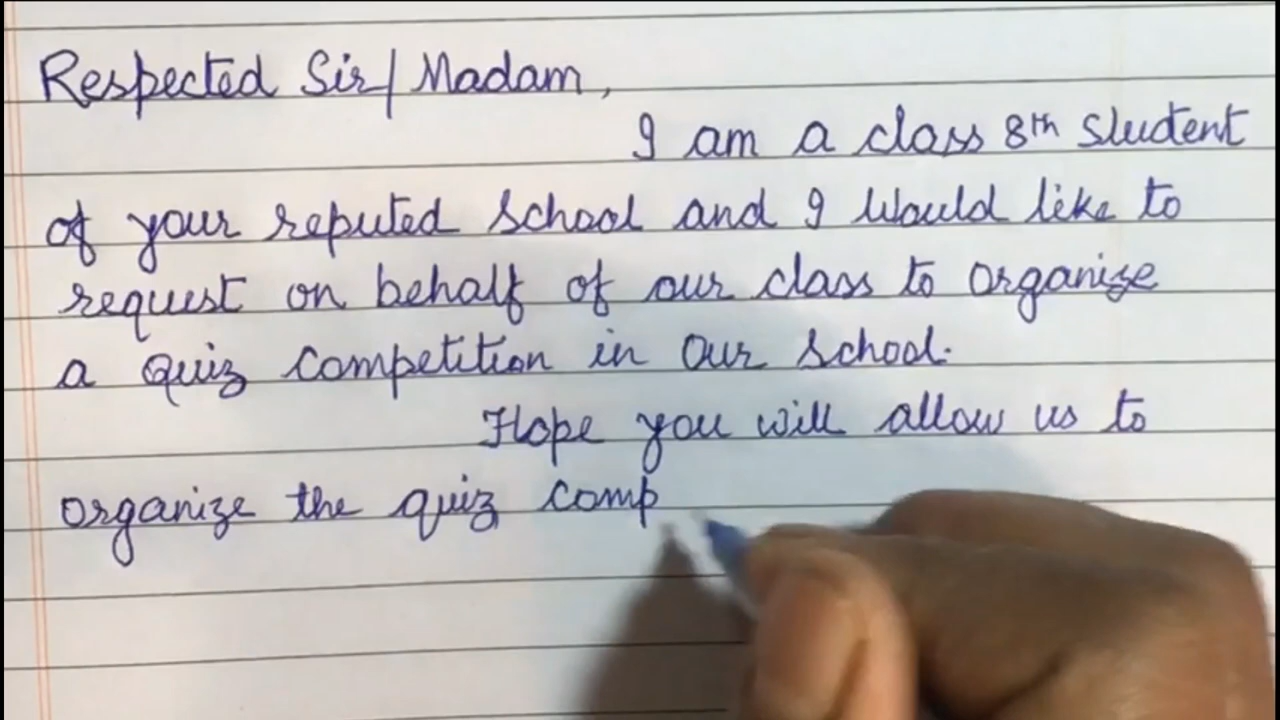 Respected Sir/Madam,
I am a class 8th student
of your reputed school and I would like to
request on behalf of our class to organize
a quiz competition in our school.
Hope you will allow us to
organize the quiz comp